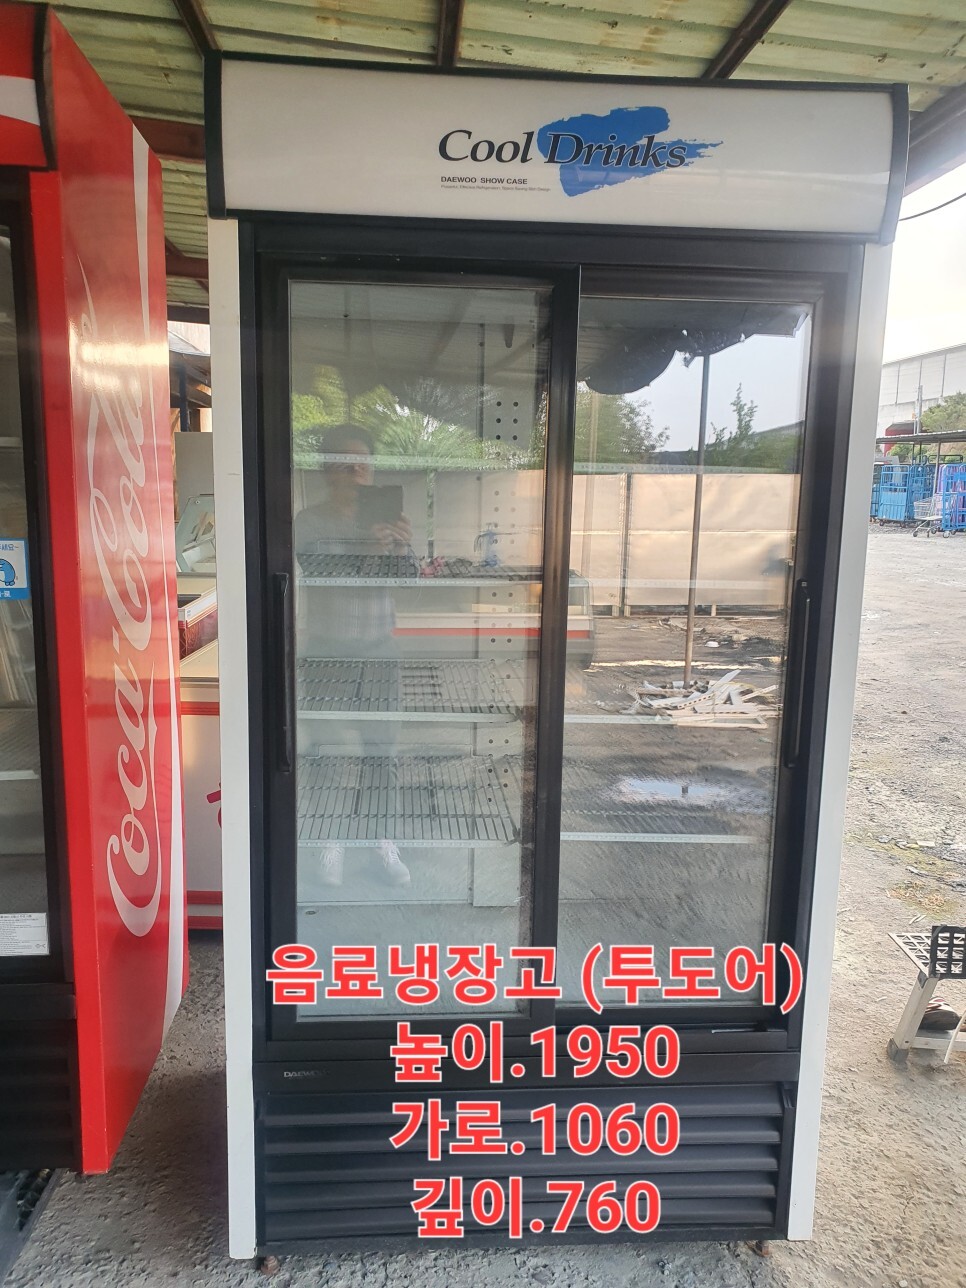 Cool Drinks
DAEWOO SHOW CASE
Coca-Cola
DAEWOO
음료냉장고 (투도어)
높이.1950
가로.1060
깊이.760